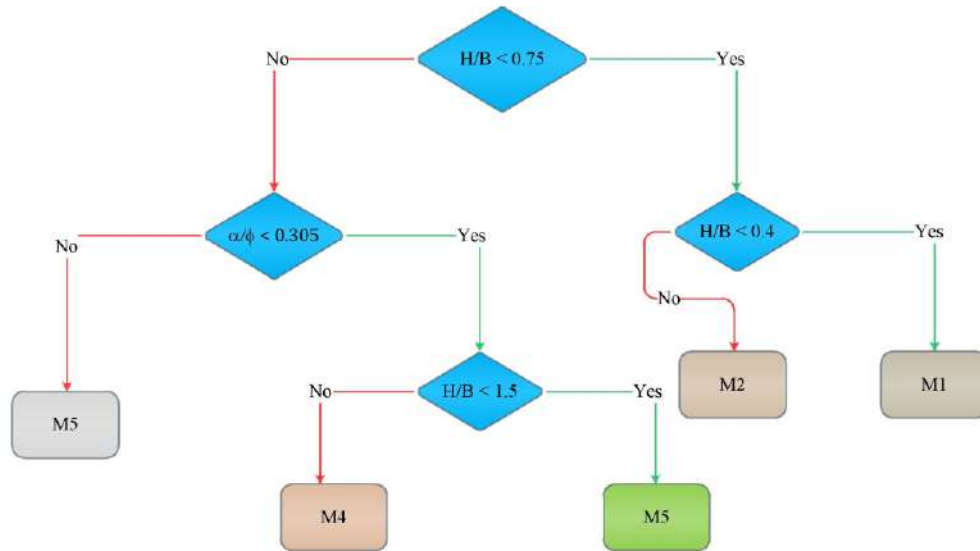 H/B < 0.75
No
Yes
α/ϕ < 0.305
H/B < 0.4
No
Yes
Yes
No
H/B < 1.5
M2
M1
No
Yes
M5
M4
M5